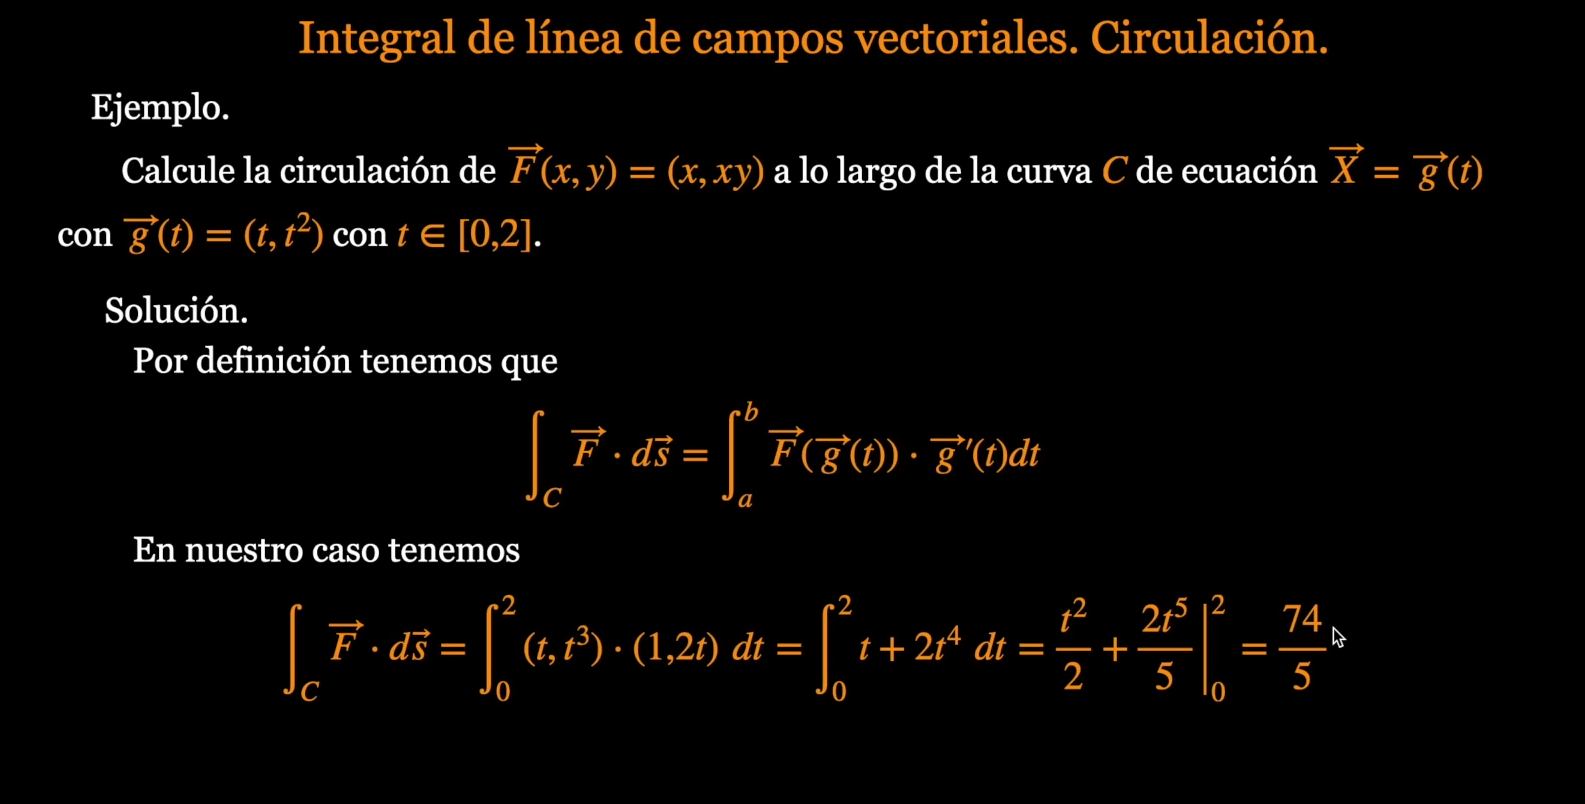 Integral de línea de campos vectoriales. Circulación.
Ejemplo.
Calcule la circulación de $\overrightarrow{F}(x, y) = (x, xy)$ a lo largo de la curva $C$ de ecuación $\overrightarrow{X} = \overrightarrow{g}(t)$
con $\overrightarrow{g}(t) = (t, t^2)$ con $t \in [0,2]$.
Solución.
Por definición tenemos que
$\int_C \overrightarrow{F} \cdot d\vec{s} = \int_a^b \overrightarrow{F}(\overrightarrow{g}(t)) \cdot \overrightarrow{g}'(t)dt$
En nuestro caso tenemos
$\int_C \overrightarrow{F} \cdot d\vec{s} = \int_0^2 (t, t^3) \cdot (1,2t) \ dt = \int_0^2 t + 2t^4 \ dt = \frac{t^2}{2} + \frac{2t^5}{5} \Big|_0^2 = \frac{74}{5}$